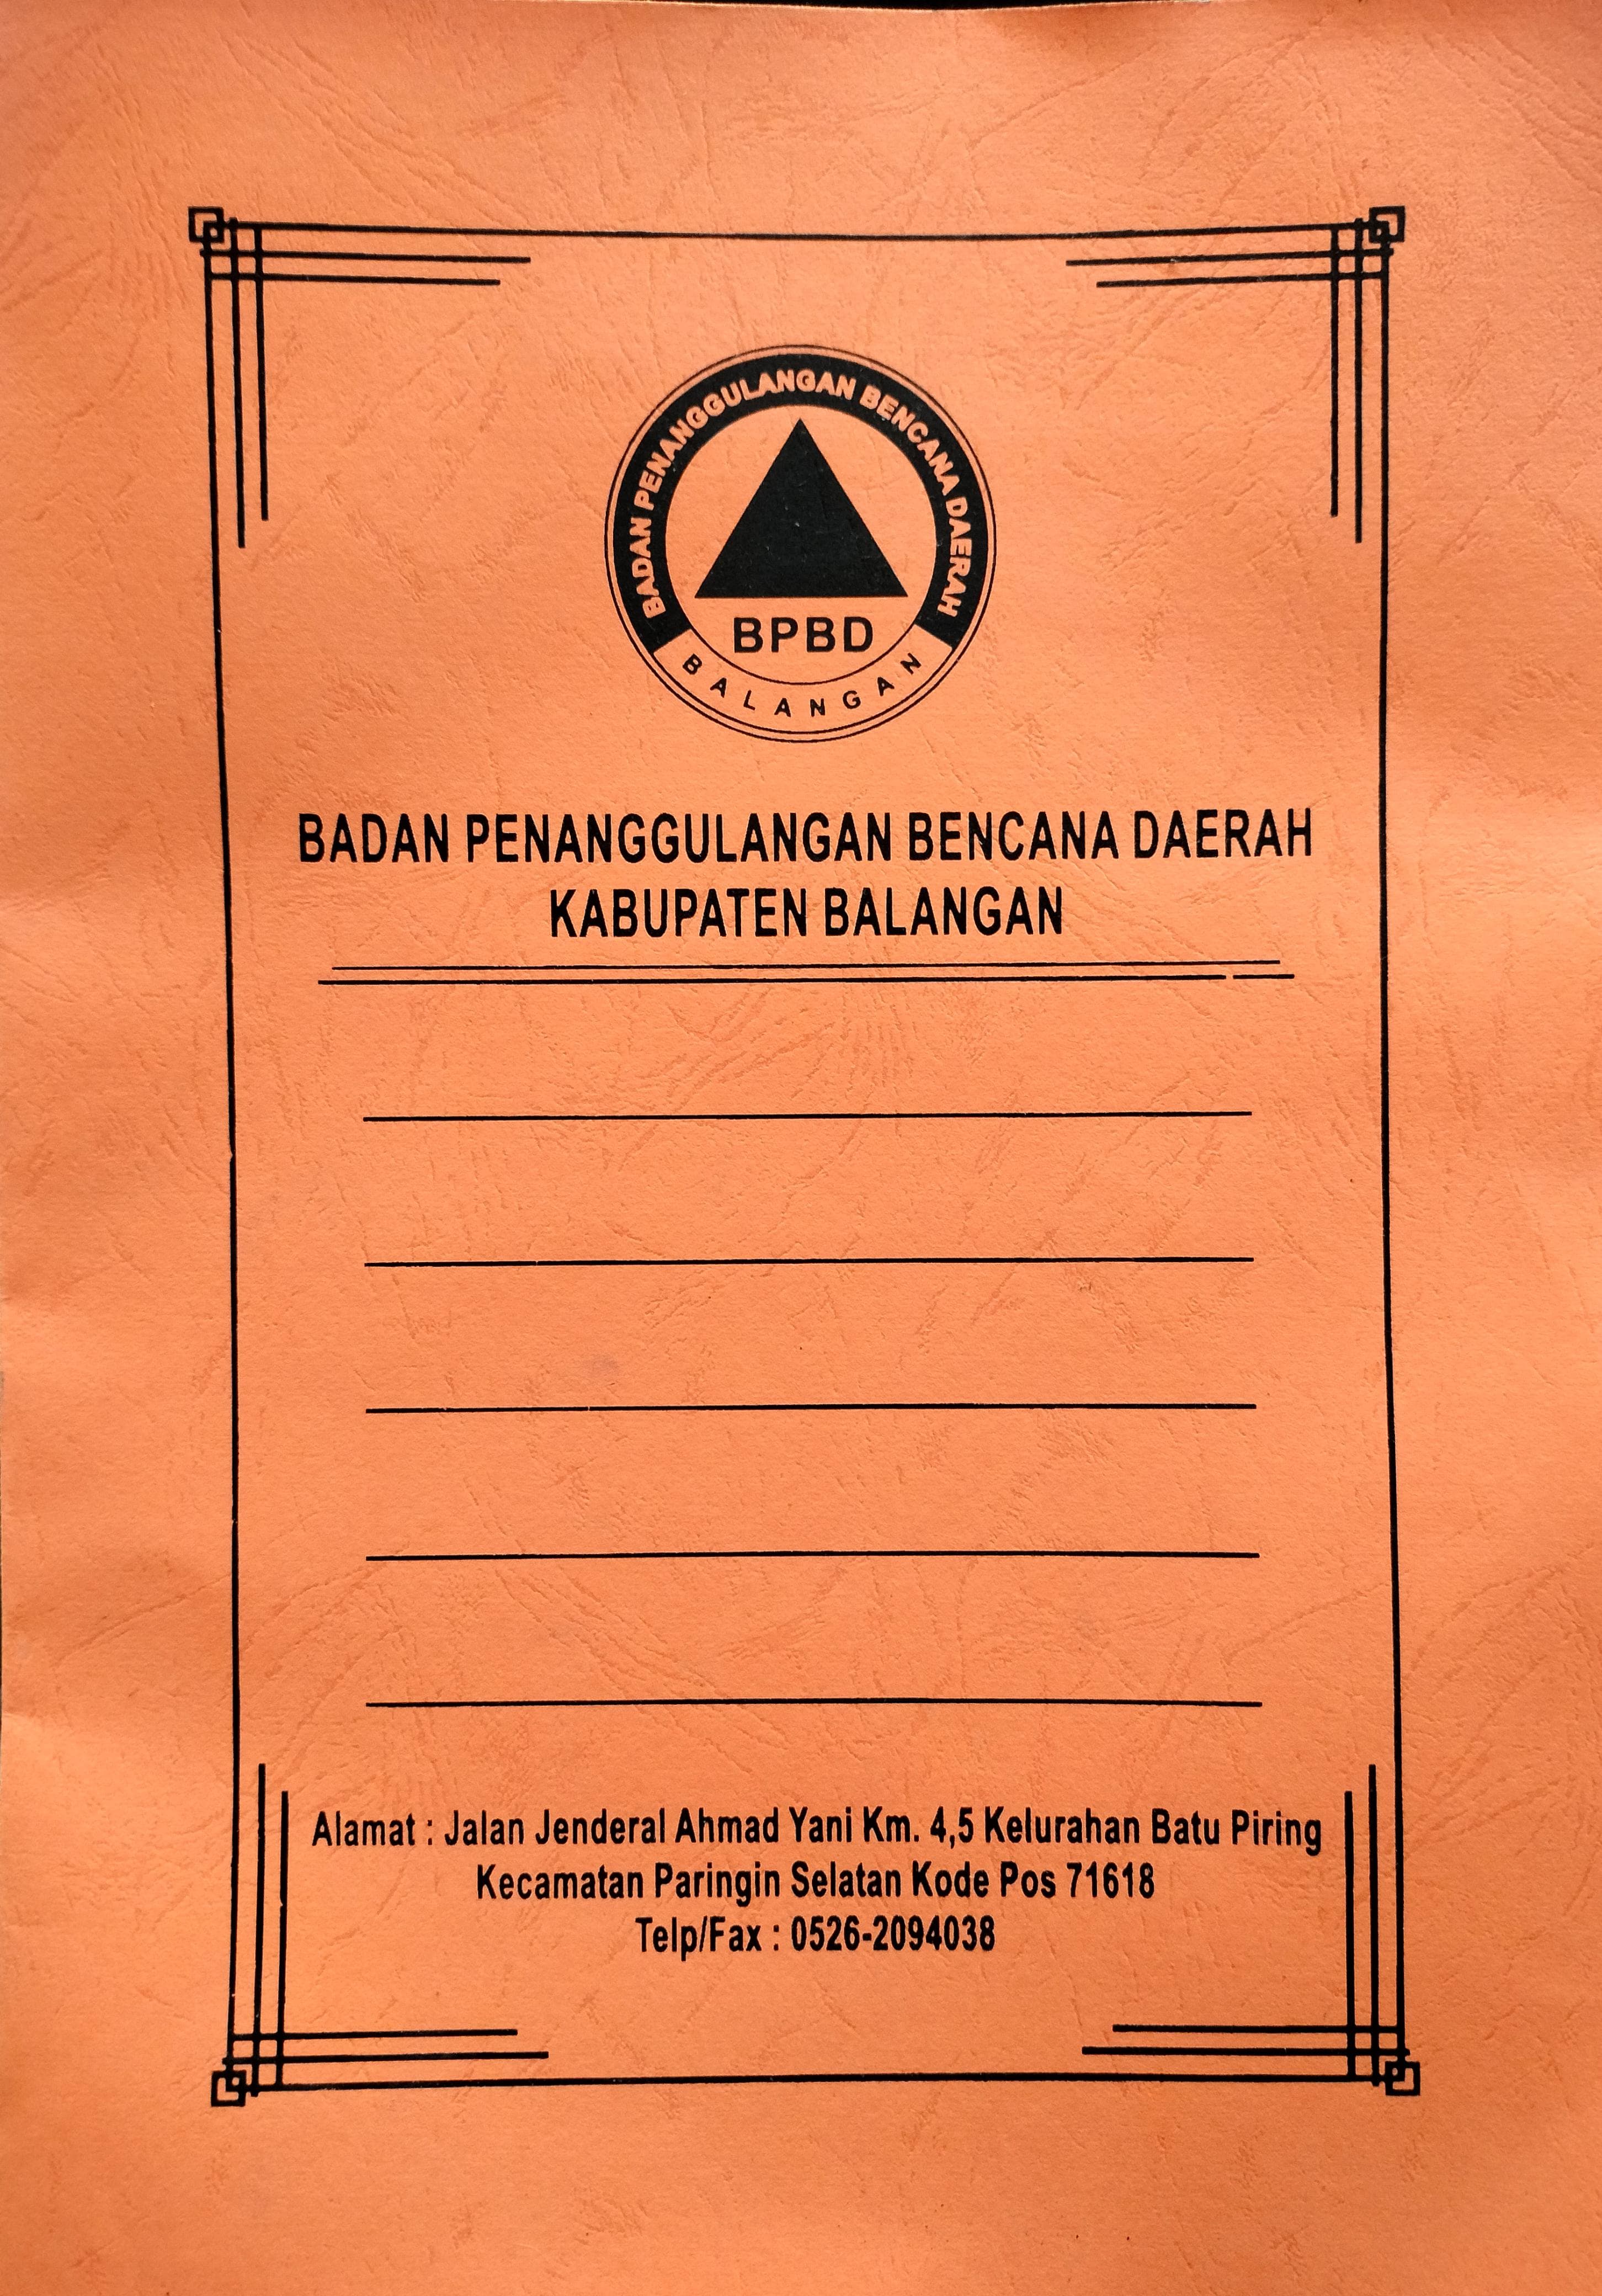 BADAN PENANGGULANGAN BENCANA DAERAH
BPBD
BALANGAN
BADAN PENANGGULANGAN BENCANA DAERAH
KABUPATEN BALANGAN
Alamat : Jalan Jenderal Ahmad Yani Km. 4,5 Kelurahan Batu Piring
Kecamatan Paringin Selatan Kode Pos 71618
Telp/Fax : 0526-2094038